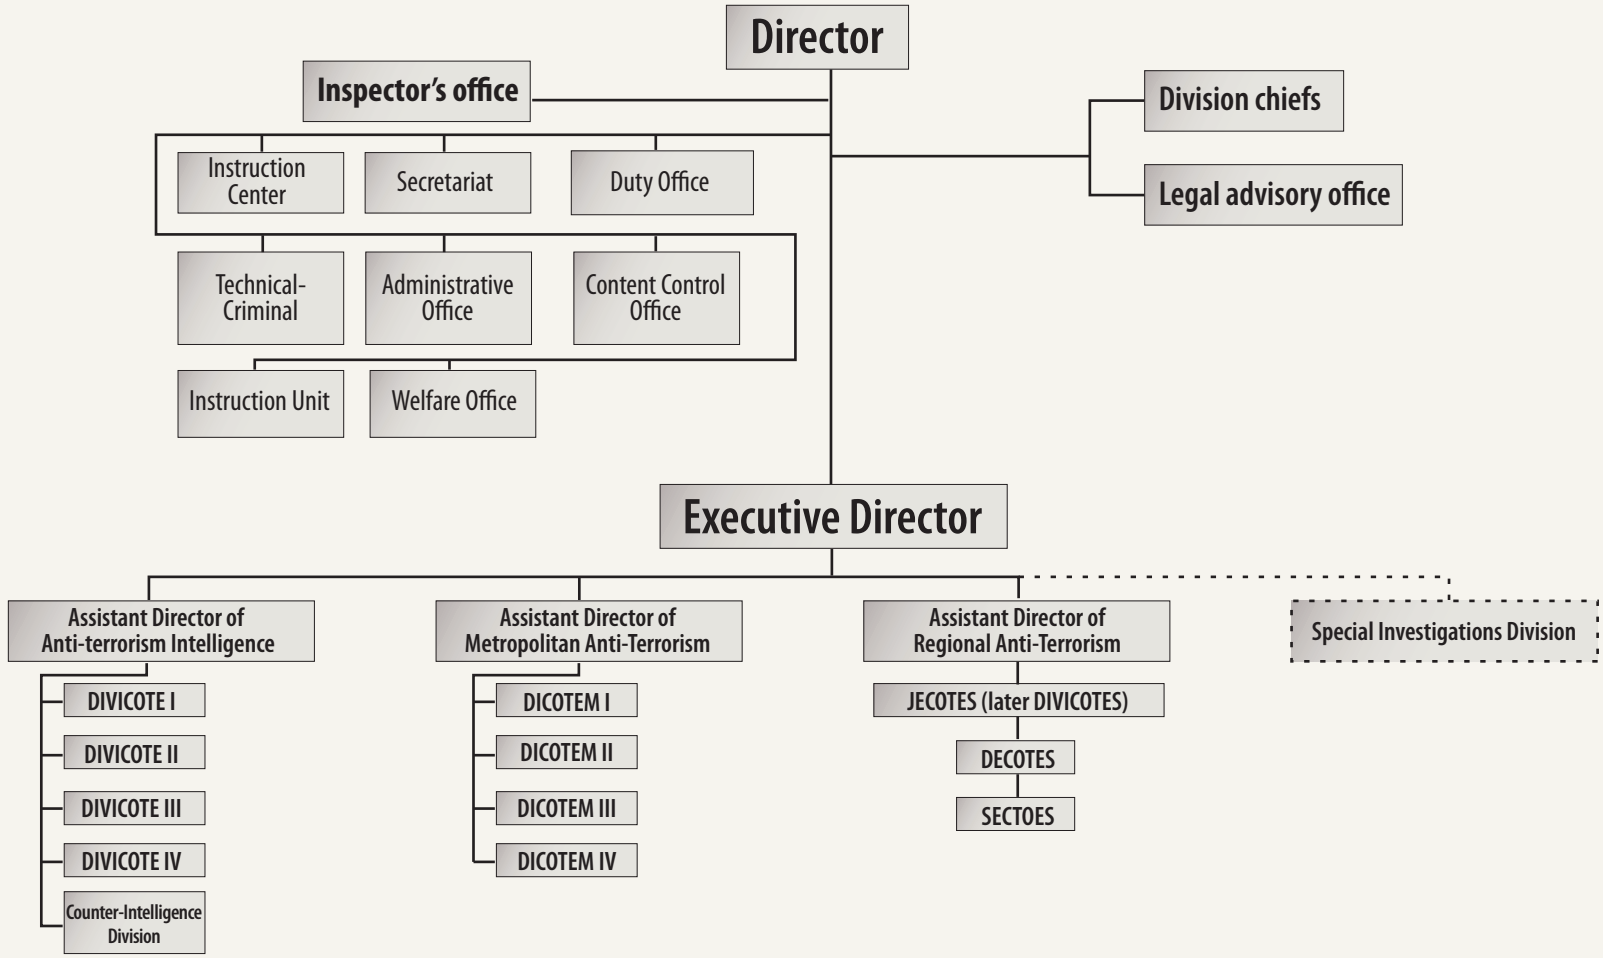 Director
Inspector's office
Division chiefs
Legal advisory office
Instruction
Center
Secretariat
Duty Office
Technical-
Criminal
Administrative
Office
Content Control
Office
Instruction Unit
Welfare Office
Executive Director
Assistant Director of
Anti-terrorism Intelligence
Assistant Director of
Metropolitan Anti-Terrorism
Assistant Director of
Regional Anti-Terrorism
Special Investigations Division
DIVICOTE I
DIVICOTE II
DIVICOTE III
DIVICOTE IV
Counter-Intelligence
Division
DICOTEM I
DICOTEM II
DICOTEM III
DICOTEM IV
JECOTES (later DIVICOTES)
DECOTES
SECTOES